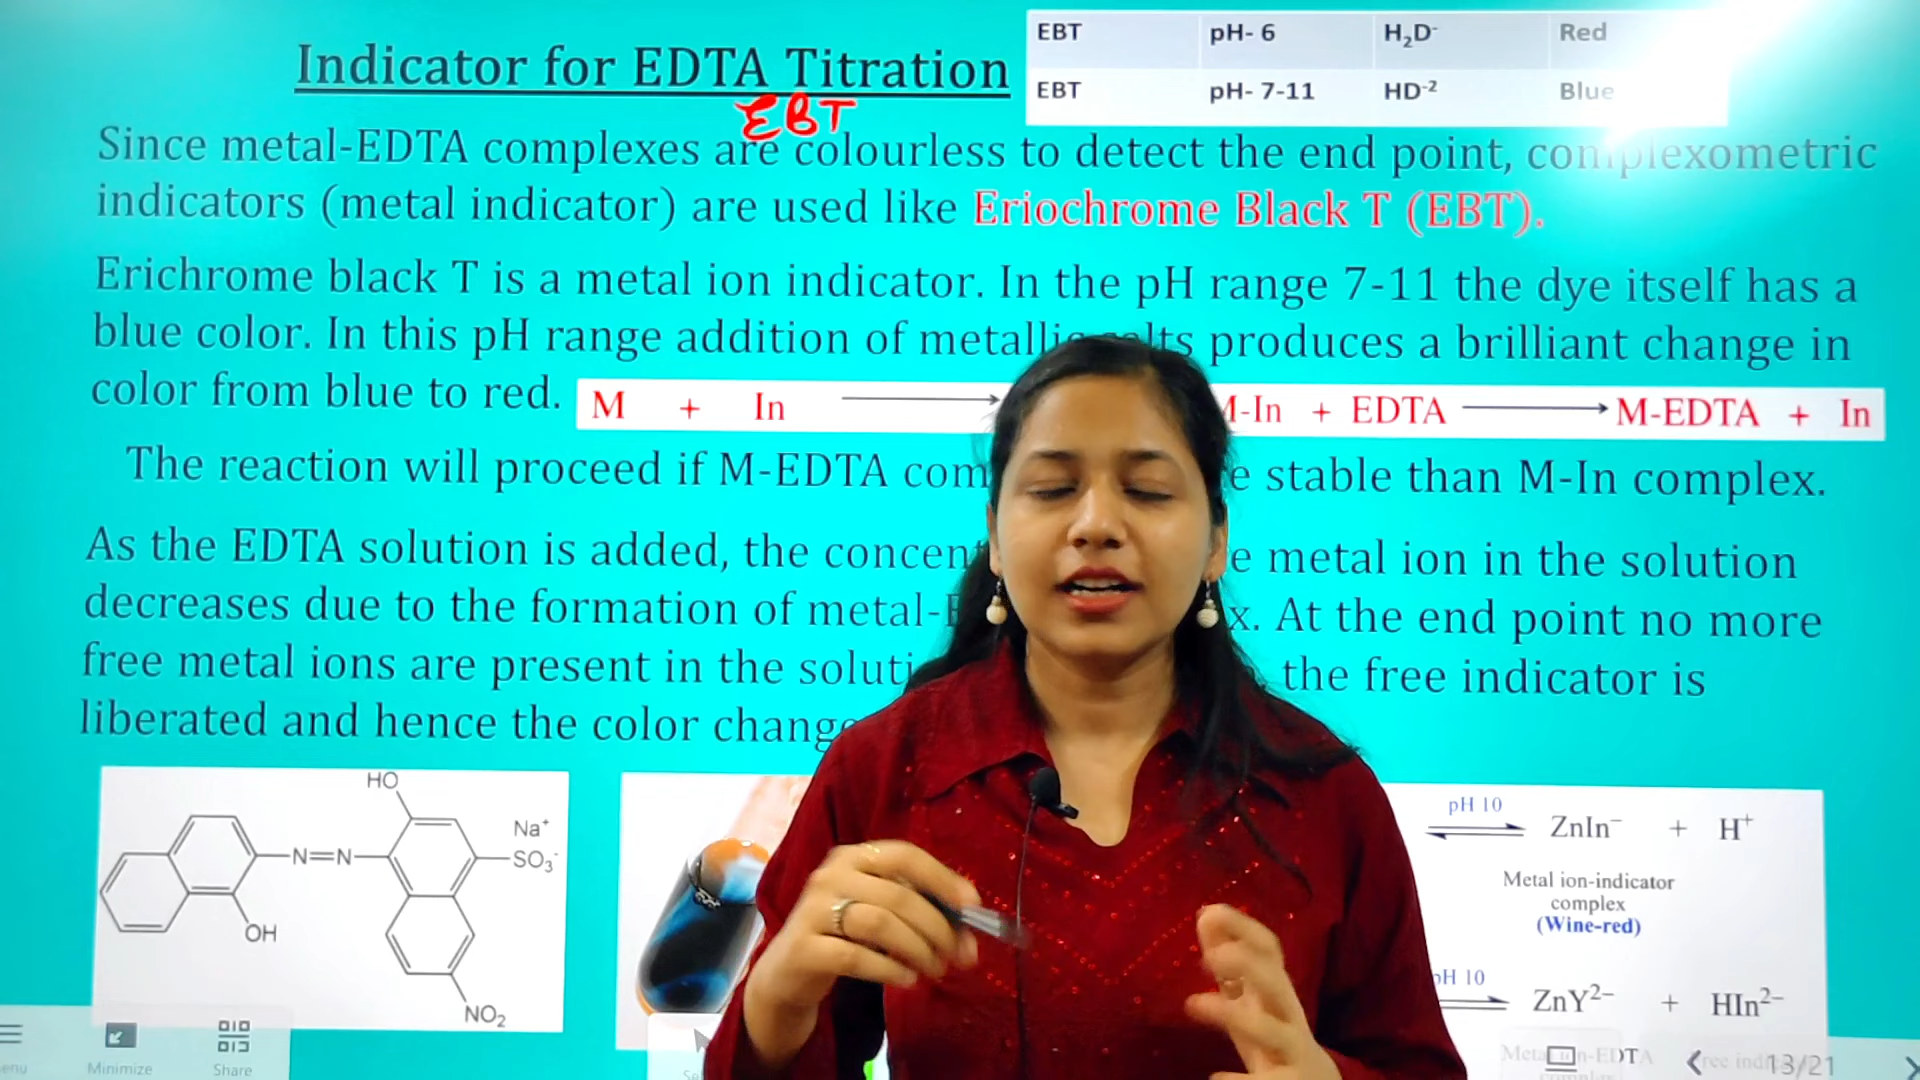 Indicator for EDTA Titration
EBT pH- 6 H₂D⁻ Red
EBT pH- 7-11 HD⁻² Blue
EBT
Since metal-EDTA complexes are colourless to detect the end point, complexometric
indicators (metal indicator) are used like Eriochrome Black T (EBT).
Erichrome black T is a metal ion indicator. In the pH range 7-11 the dye itself has a
blue color. In this pH range addition of metallic salts produces a brilliant change in
color from blue to red.
M + In M-In + EDTA M-EDTA + In
The reaction will proceed if M-EDTA stable than M-In complex.
As the EDTA solution is added, the metal ion in the solution
decreases due to the formation of At the end point no more
free metal ions are present in the the free indicator is
liberated and hence the color
HO
Na⁺
N=N
SO₃⁻
OH
NO₂
pH 10
ZnIn⁻ + H⁺
Metal ion-indicator
complex
(Wine-red)
pH 10
ZnY²⁻ + HIn²⁻
Minimize
Share
13/21